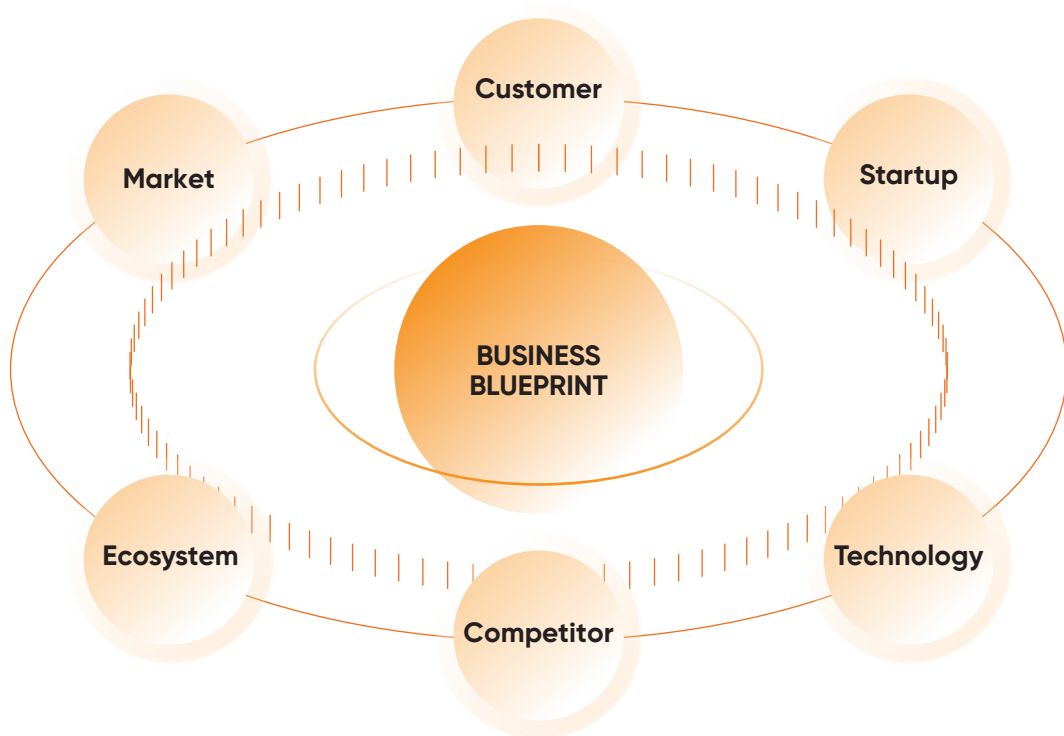 Customer
Market
Startup
BUSINESS
BLUEPRINT
Ecosystem
Technology
Competitor